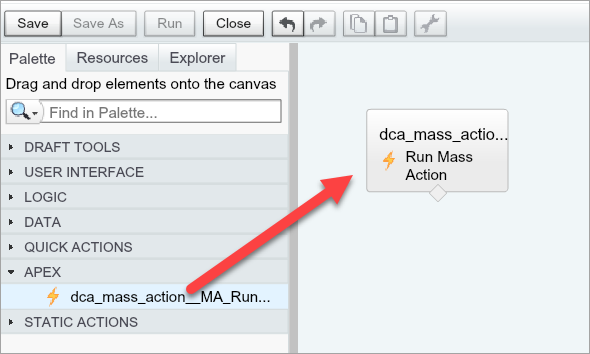 Save Save As Run Close
Palette Resources Explorer
Drag and drop elements onto the canvas
Find in Palette...
DRAFT TOOLS
USER INTERFACE
LOGIC
DATA
QUICK ACTIONS
APEX
dca_mass_action__MA_Run...
STATIC ACTIONS
dca_mass_actio...
Run Mass
Action